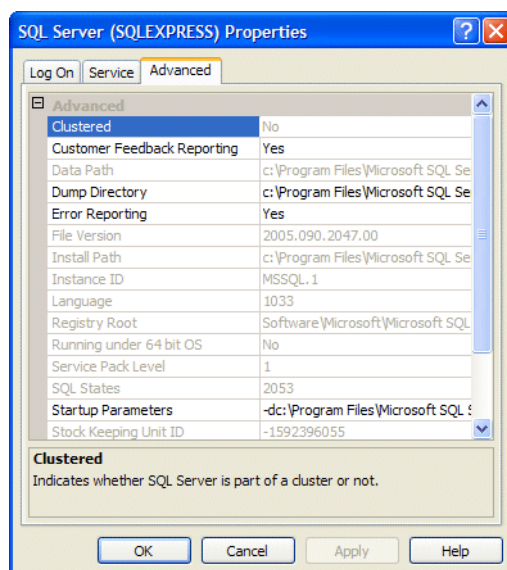 SQL Server (SQLEXPRESS) Properties
Log On Service Advanced
Advanced
Clustered No
Customer Feedback Reporting Yes
Data Path c:\Program Files\Microsoft SQL Se
Dump Directory c:\Program Files\Microsoft SQL Se
Error Reporting Yes
File Version 2005.090.2047.00
Install Path c:\Program Files\Microsoft SQL Se
Instance ID MSSQL.1
Language 1033
Registry Root Software\Microsoft\Microsoft SQL
Running under 64 bit OS No
Service Pack Level 1
SQL States 2053
Startup Parameters -dc:\Program Files\Microsoft SQL S
Stock Keeping Unit ID -1592396055
Clustered
Indicates whether SQL Server is part of a cluster or not.
OK Cancel Apply Help